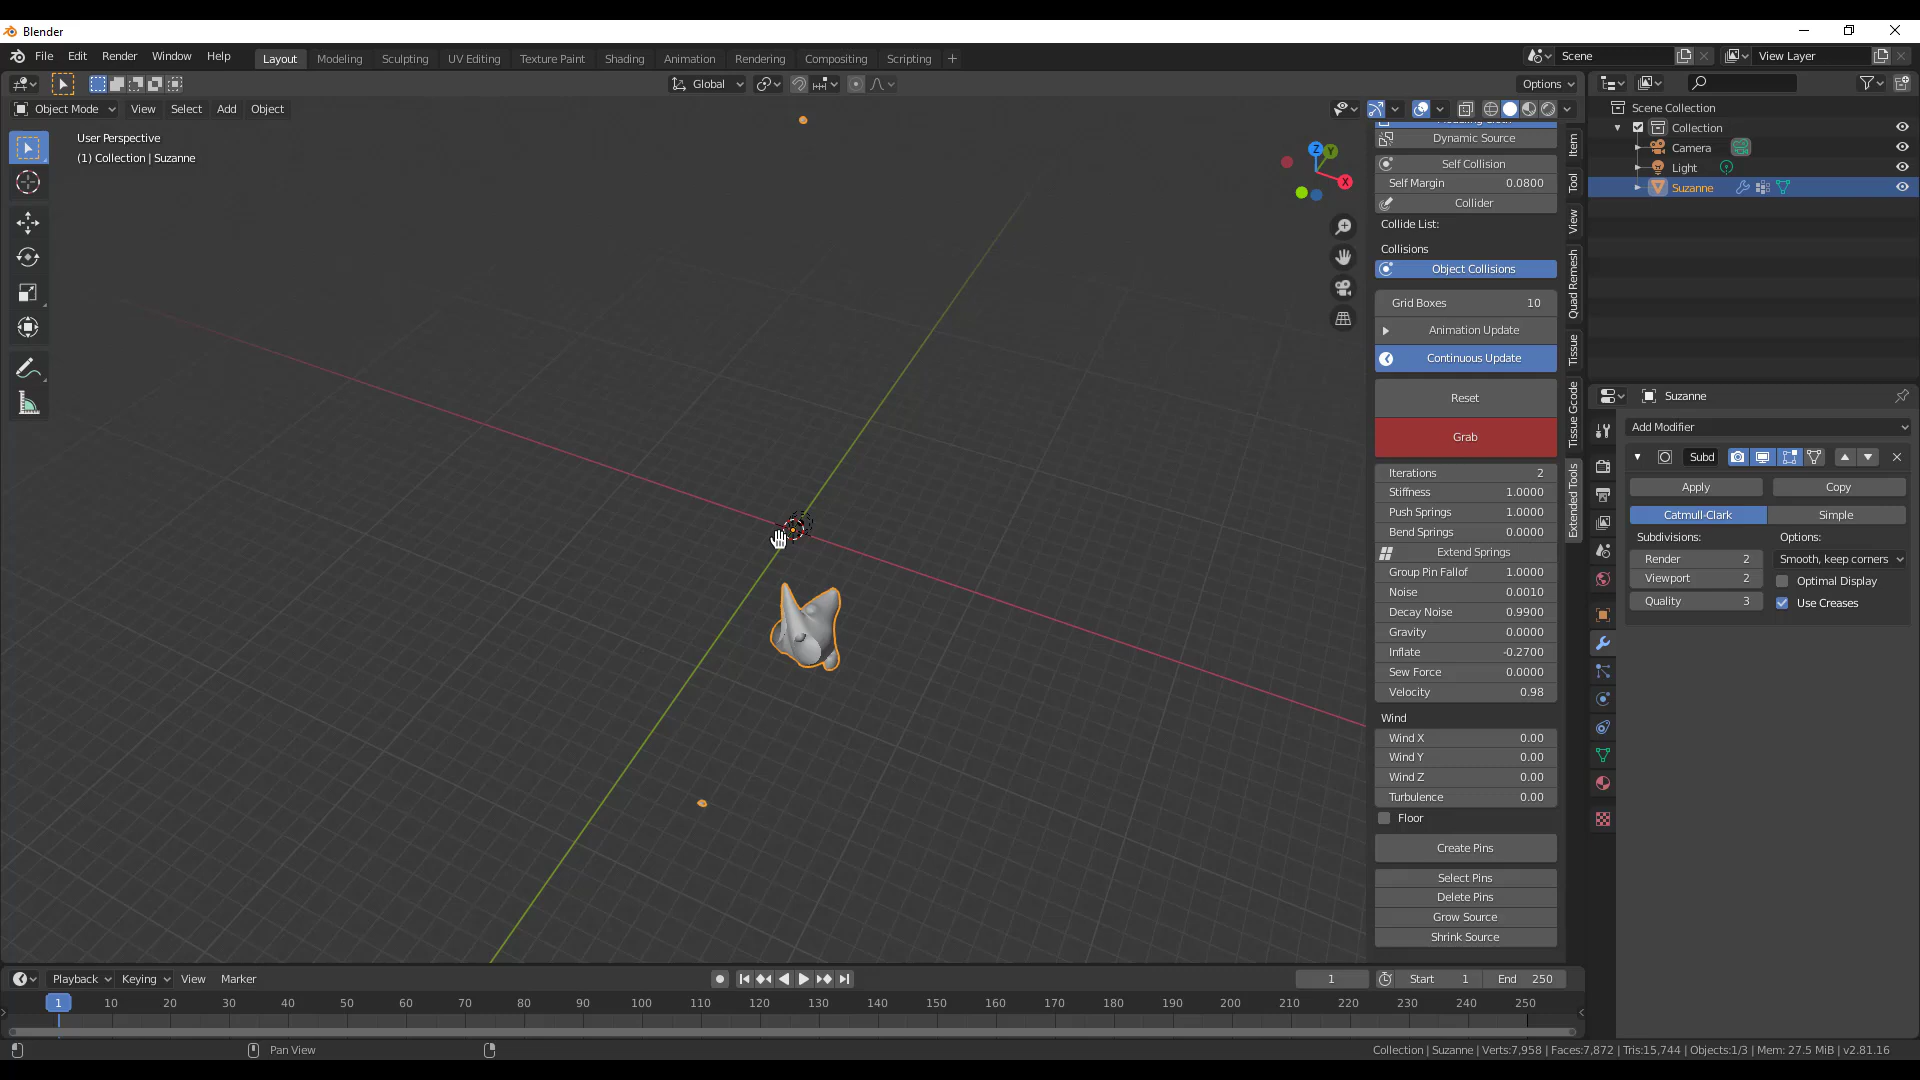 Blender
File Edit Render Window Help
Layout Modeling Sculpting UV Editing Texture Paint Shading Animation Rendering Compositing Scripting +
Scene
View Layer
Global
Options
Object Mode View Select Add Object
User Perspective
(1) Collection | Suzanne
Z
Y
X
Dynamic Source
Self Collision
Self Margin 0.0800
Collider
Collide List:
Collisions
Object Collisions
Grid Boxes 10
Animation Update
Continuous Update
Reset
Grab
Iterations 2
Stiffness 1.0000
Push Springs 1.0000
Bend Springs 0.0000
Extend Springs
Group Pin Fallof 1.0000
Noise 0.0010
Decay Noise 0.9900
Gravity 0.0000
Inflate -0.2700
Sew Force 0.0000
Velocity 0.98
Wind
Wind X 0.00
Wind Y 0.00
Wind Z 0.00
Turbulence 0.00
Floor
Create Pins
Select Pins
Delete Pins
Grow Source
Shrink Source
Item
Tool
View
Quad Remesh
Tissue
Tissue Gcode
Extended Tools
Scene Collection
Collection
Camera
Light
Suzanne
Suzanne
Add Modifier
Subd
Apply Copy
Catmull-Clark Simple
Subdivisions: Options:
Render 2 Smooth, keep corners
Viewport 2 Optimal Display
Quality 3 Use Creases
Playback Keying View Marker
1 Start 1 End 250
1 10 20 30 40 50 60 70 80 90 100 110 120 130 140 150 160 170 180 190 200 210 220 230 240 250
Pan View
Collection | Suzanne | Verts:7,958 | Faces:7,872 | Tris:15,744 | Objects:1/3 | Mem: 27.5 MiB | v2.81.16